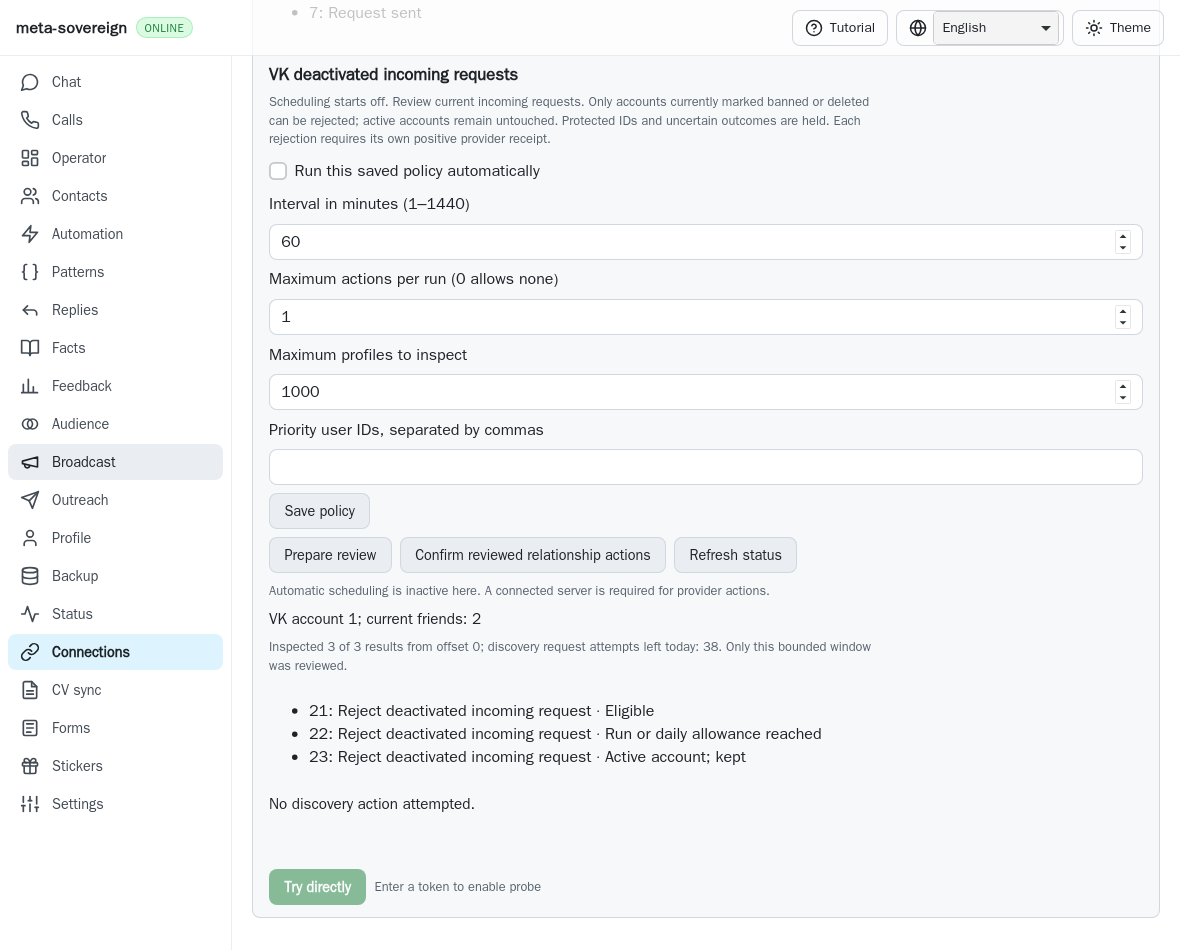 meta-sovereign
ONLINE
7: Request sent
Tutorial
English
Theme
Chat
Calls
Operator
Contacts
Automation
Patterns
Replies
Facts
Feedback
Audience
Broadcast
Outreach
Profile
Backup
Status
Connections
CV sync
Forms
Stickers
Settings
VK deactivated incoming requests
Scheduling starts off. Review current incoming requests. Only accounts currently marked banned or deleted
can be rejected; active accounts remain untouched. Protected IDs and uncertain outcomes are held. Each
rejection requires its own positive provider receipt.
Run this saved policy automatically
Interval in minutes (1–1440)
60
Maximum actions per run (0 allows none)
1
Maximum profiles to inspect
1000
Priority user IDs, separated by commas
Save policy
Prepare review
Confirm reviewed relationship actions
Refresh status
Automatic scheduling is inactive here. A connected server is required for provider actions.
VK account 1; current friends: 2
Inspected 3 of 3 results from offset 0; discovery request attempts left today: 38. Only this bounded window
was reviewed.
21: Reject deactivated incoming request · Eligible
22: Reject deactivated incoming request · Run or daily allowance reached
23: Reject deactivated incoming request · Active account; kept
No discovery action attempted.
Try directly
Enter a token to enable probe